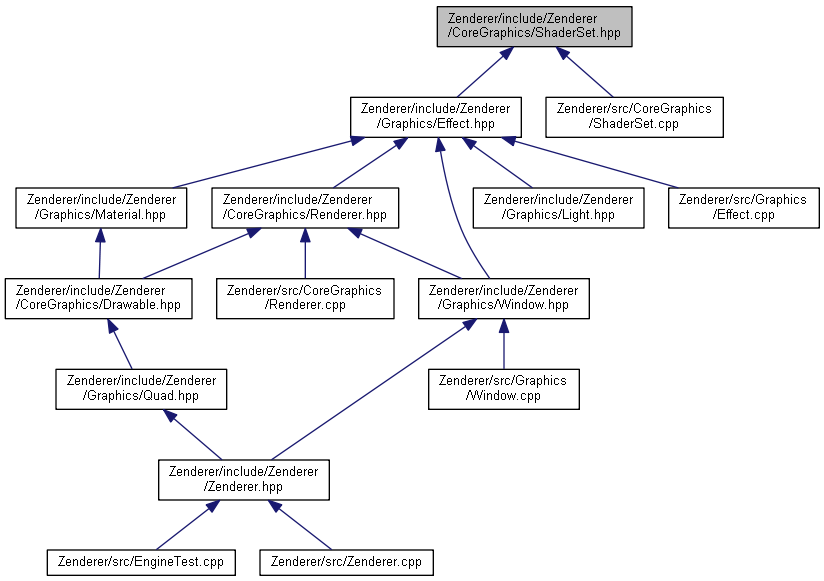 Zenderer/include/Zenderer
/CoreGraphics/ShaderSet.hpp
Zenderer/include/Zenderer
/Graphics/Effect.hpp
Zenderer/src/CoreGraphics
/ShaderSet.cpp
Zenderer/include/Zenderer
/Graphics/Material.hpp
Zenderer/include/Zenderer
/CoreGraphics/Renderer.hpp
Zenderer/include/Zenderer
/Graphics/Light.hpp
Zenderer/src/Graphics
/Effect.cpp
Zenderer/include/Zenderer
/CoreGraphics/Drawable.hpp
Zenderer/src/CoreGraphics
/Renderer.cpp
Zenderer/include/Zenderer
/Graphics/Window.hpp
Zenderer/include/Zenderer
/Graphics/Quad.hpp
Zenderer/src/Graphics
/Window.cpp
Zenderer/include/Zenderer
/Zenderer.hpp
Zenderer/src/EngineTest.cpp
Zenderer/src/Zenderer.cpp